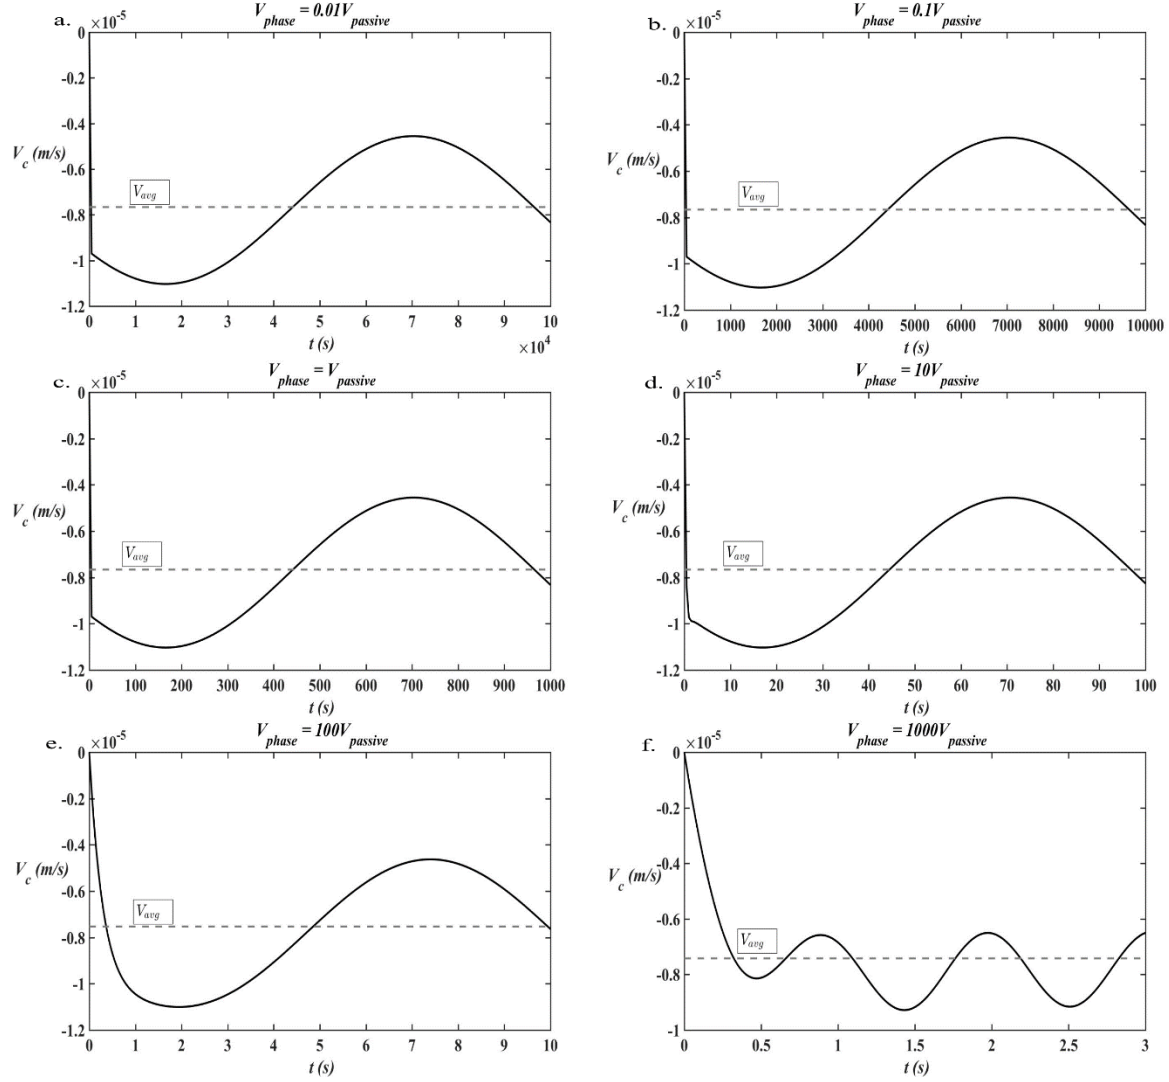 a.
×10⁻⁵
V_phase = 0.01V_passive
0
-0.2
-0.4
V_c (m/s)
-0.6
V_avg
-0.8
-1
-1.2
0 1 2 3 4 5 6 7 8 9 10
t (s)
×10⁴
b.
×10⁻⁵
V_phase = 0.1V_passive
0
-0.2
-0.4
V_c (m/s)
-0.6
V_avg
-0.8
-1
-1.2
0 1000 2000 3000 4000 5000 6000 7000 8000 9000 10000
t (s)
c.
×10⁻⁵
V_phase = V_passive
0
-0.2
-0.4
V_c (m/s)
-0.6
V_avg
-0.8
-1
-1.2
0 100 200 300 400 500 600 700 800 900 1000
t (s)
d.
×10⁻⁵
V_phase = 10V_passive
0
-0.2
-0.4
V_c (m/s)
-0.6
V_avg
-0.8
-1
-1.2
0 10 20 30 40 50 60 70 80 90 100
t (s)
e.
×10⁻⁵
V_phase = 100V_passive
0
-0.2
-0.4
V_c (m/s)
-0.6
V_avg
-0.8
-1
-1.2
0 1 2 3 4 5 6 7 8 9 10
t (s)
f.
×10⁻⁵
V_phase = 1000V_passive
0
-0.2
-0.4
V_c (m/s)
-0.6
V_avg
-0.8
-1
0 0.5 1 1.5 2 2.5 3
t (s)